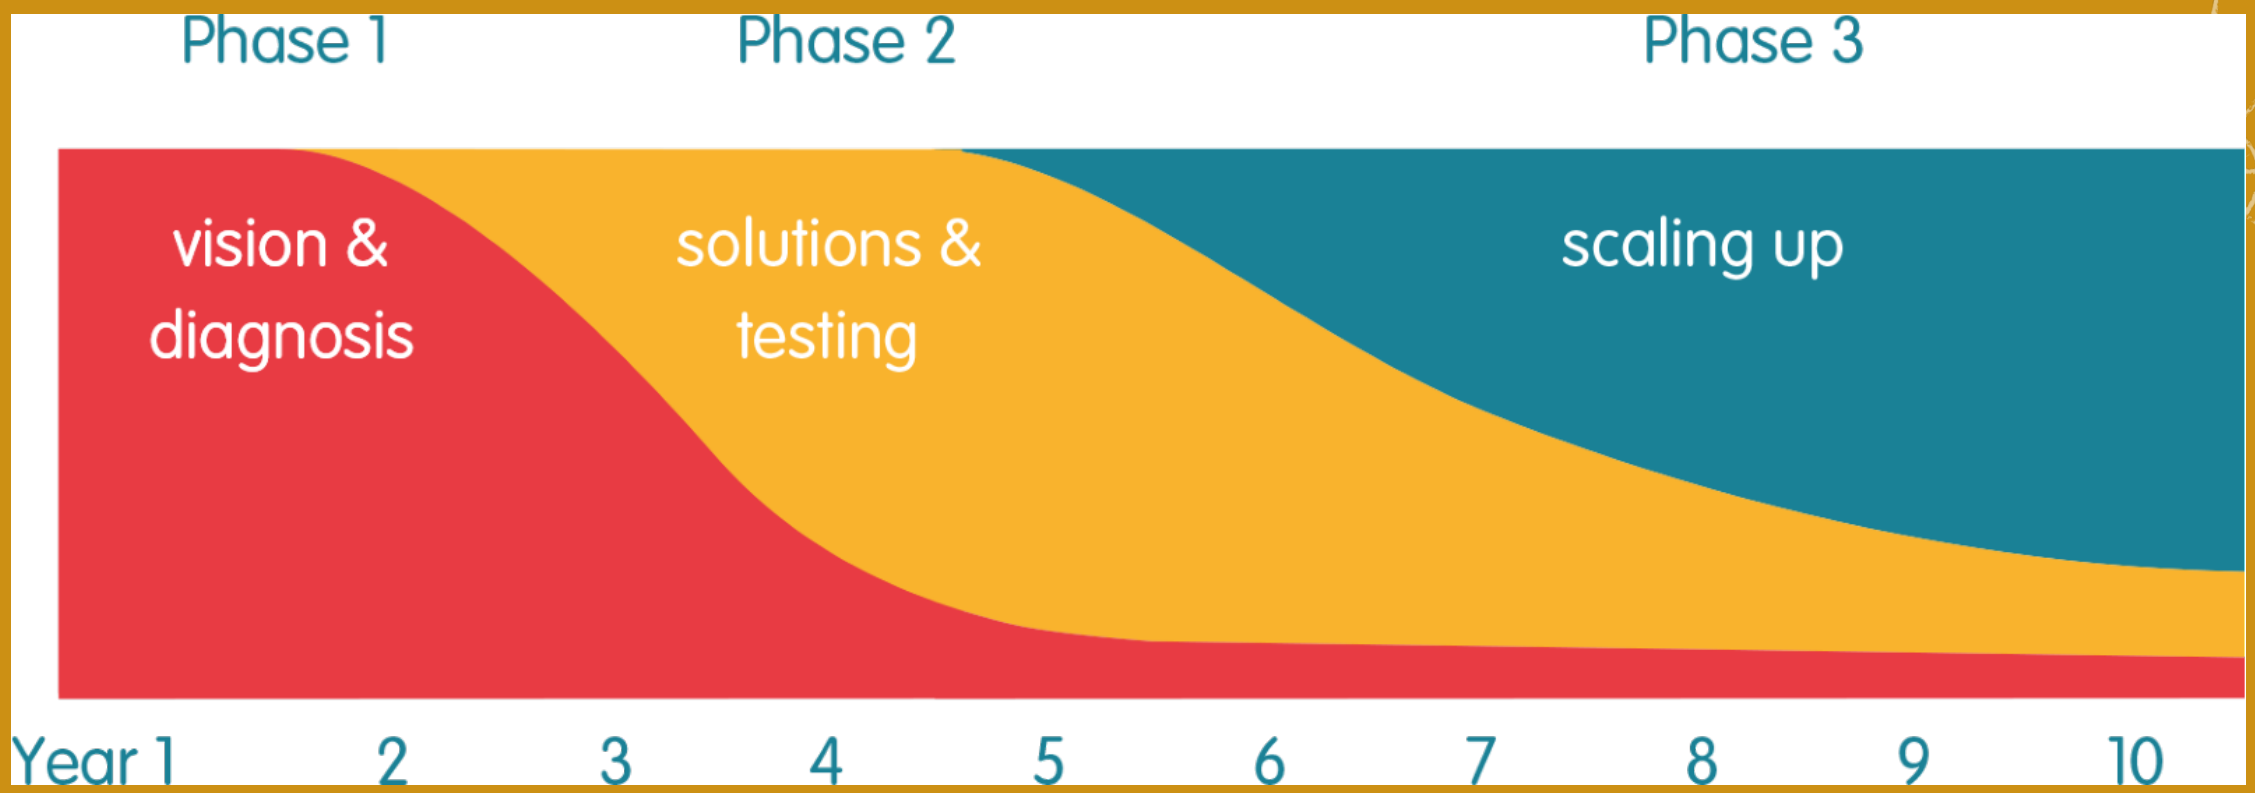 Phase 1 Phase 2 Phase 3
vision & solutions & scaling up
diagnosis testing
Year 1 2 3 4 5 6 7 8 9 10